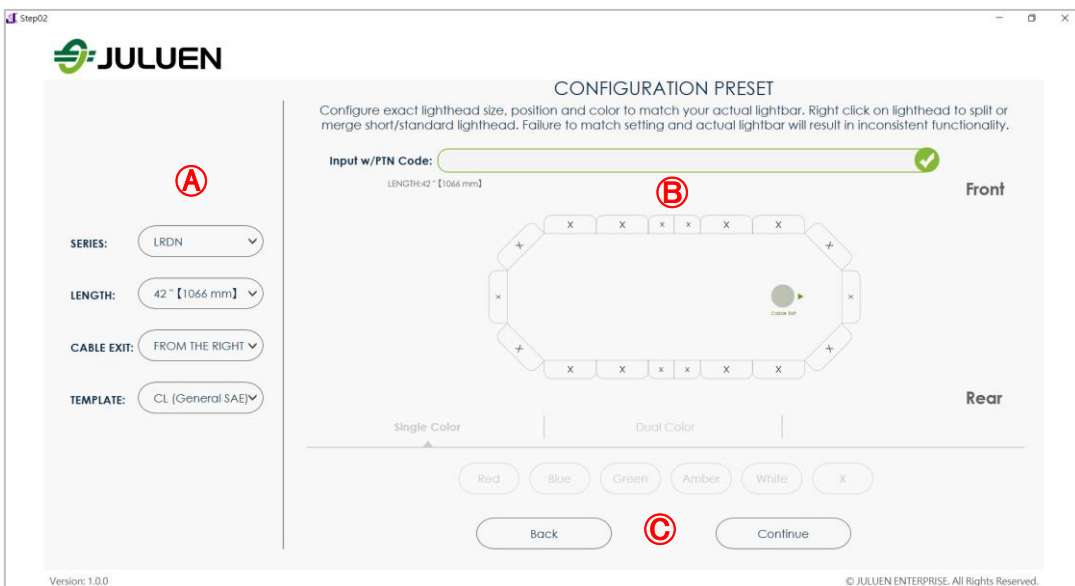 Step02
JULUEN
CONFIGURATION PRESET
Configure exact lighthead size, position and color to match your actual lightbar. Right click on lighthead to split or
merge short/standard lighthead. Failure to match setting and actual lightbar will result in inconsistent functionality.
Input w/PTN Code:
LENGTH:42 "【1066 mm】
Ⓐ
Ⓑ
Front
X X x x X X
X X
SERIES: LRDN
LENGTH: 42 "【1066 mm】
x x
Cable Exit
CABLE EXIT: FROM THE RIGHT
X X
X X x x X X
TEMPLATE: CL (General SAE)
Rear
Single Color Dual Color
Red Blue Green Amber White X
Back Ⓒ Continue
Version: 1.0.0 © JULUEN ENTERPRISE. All Rights Reserved.